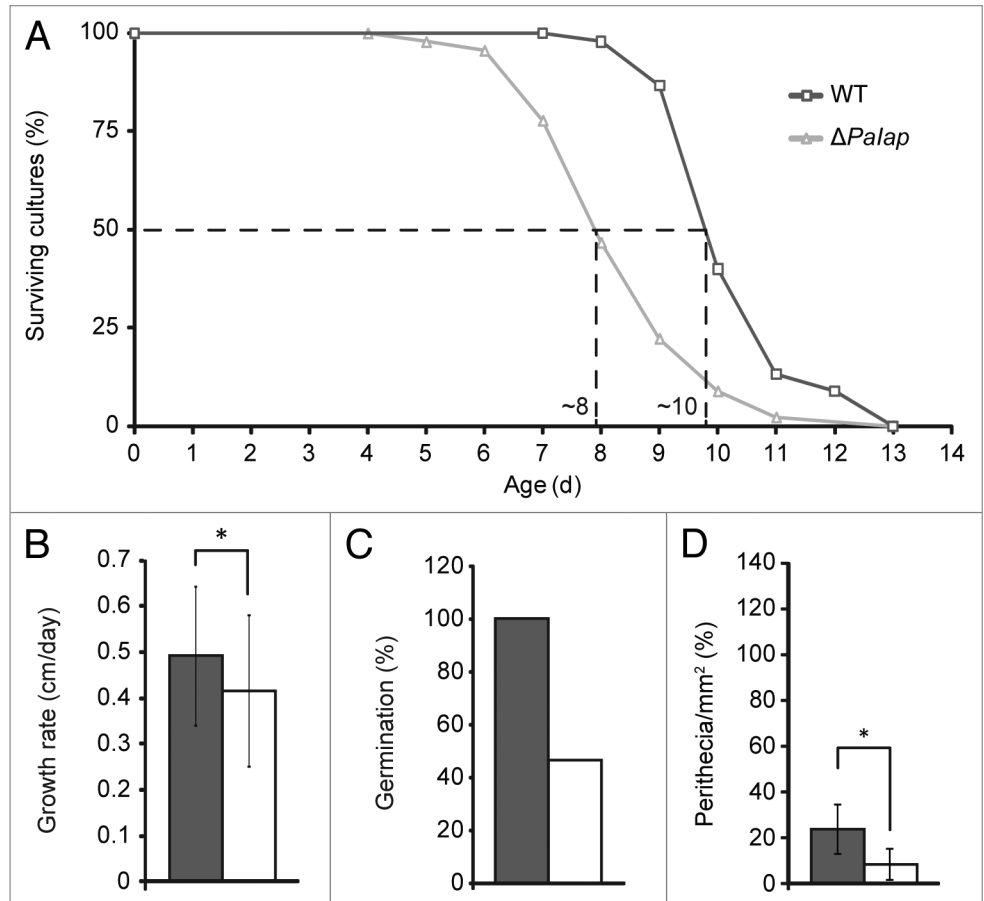 A
Surviving cultures (%)
100
75
50
25
0
WT
ΔPaIap
~8
~10
0 1 2 3 4 5 6 7 8 9 10 11 12 13 14
Age (d)
B
Growth rate (cm/day)
0.7
0.6
0.5
0.4
0.3
0.2
0.1
0
*
C
Germination (%)
120
100
80
60
40
20
0
D
Perithecia/mm² (%)
140
120
100
80
60
40
20
0
*